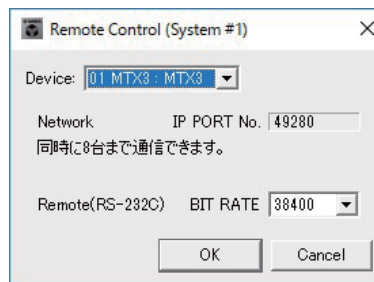 Remote Control (System #1)
Device: 01 MTX3 : MTX3
Network IP PORT No. 49280
同時に8台まで通信できます。
Remote(RS-232C) BIT RATE 38400
OK Cancel